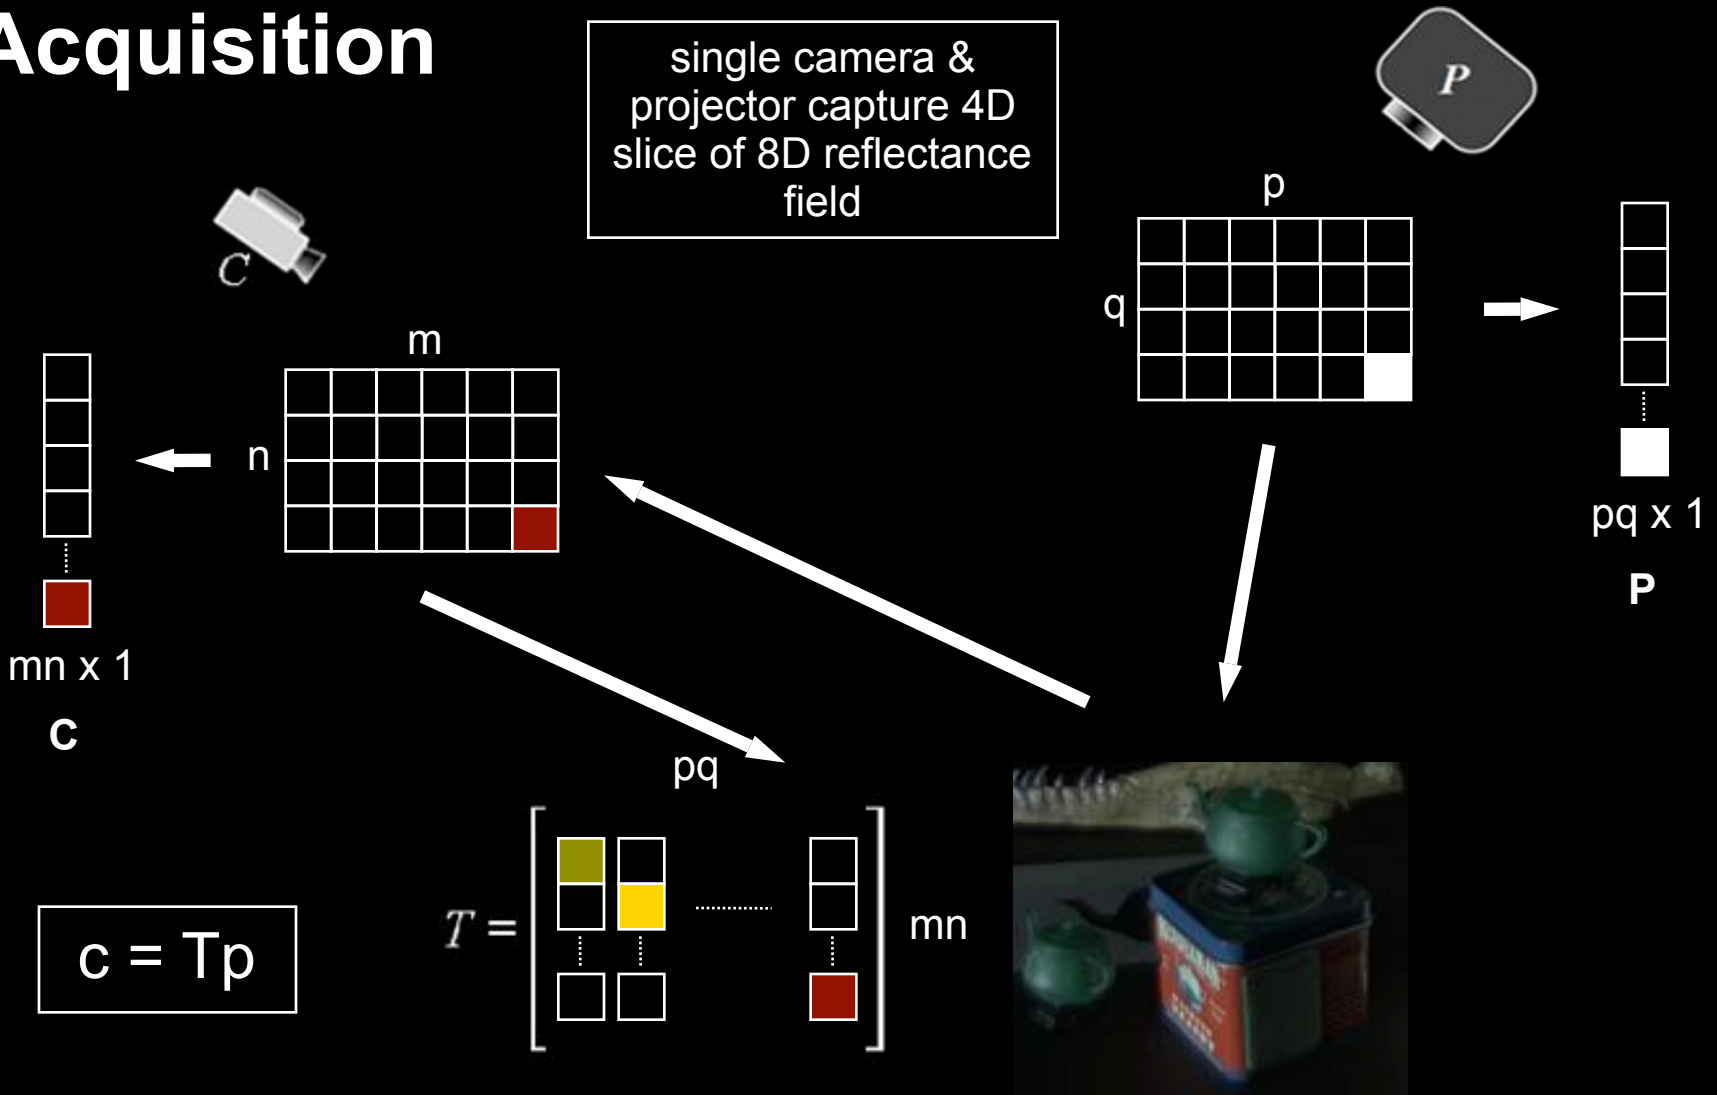 Acquisition
single camera &
projector capture 4D
slice of 8D reflectance
field
P
C
p
q
m
n
pq x 1
P
mn x 1
C
pq
T =
mn
c = Tp